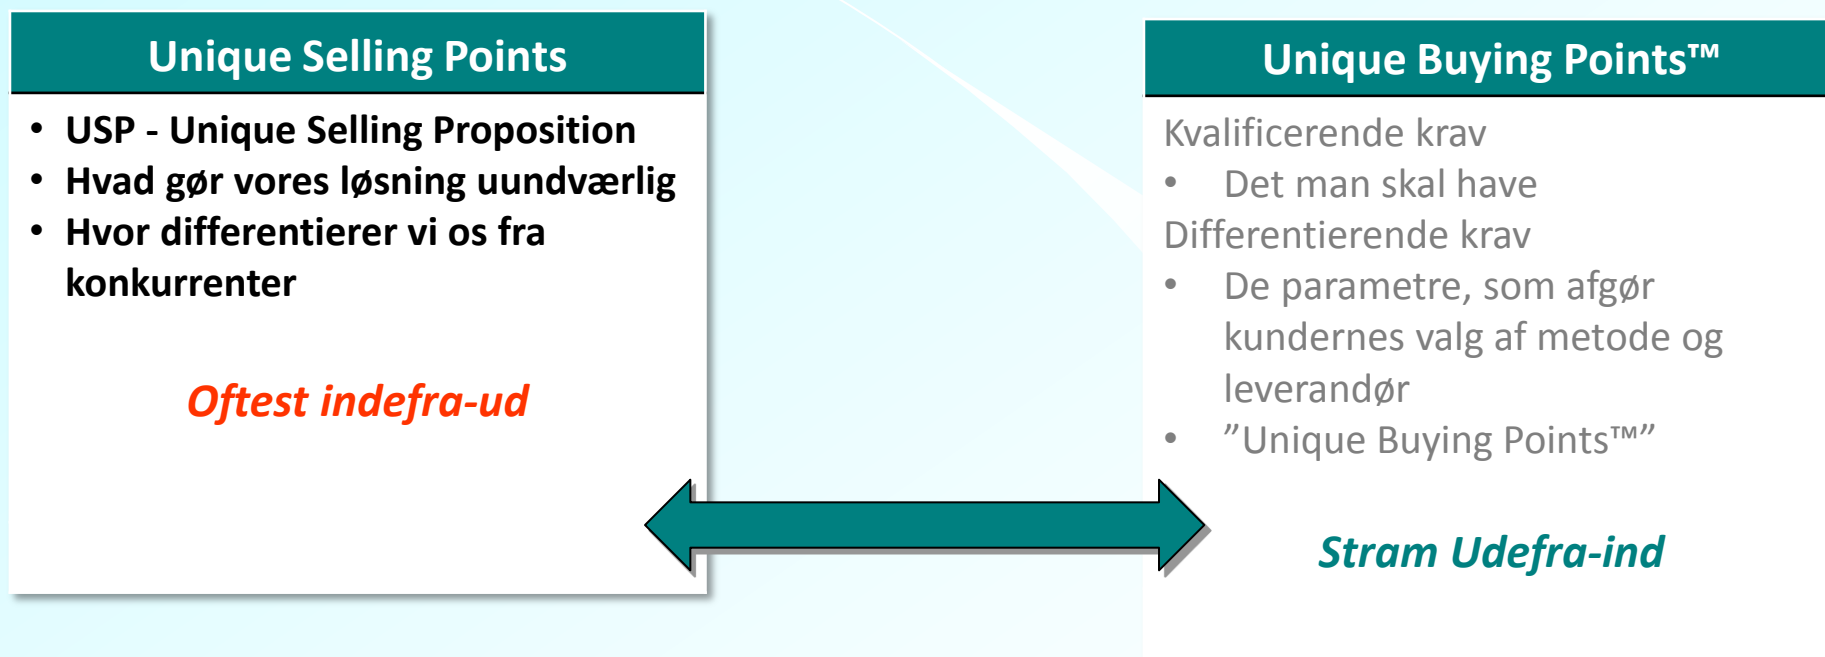 Unique Selling Points
• USP - Unique Selling Proposition
• Hvad gør vores løsning uundværlig
• Hvor differentierer vi os fra
konkurrenter
Oftest indefra-ud
Unique Buying Points™
Kvalificerende krav
• Det man skal have
Differentierende krav
• De parametre, som afgør
kundernes valg af metode og
leverandør
• ”Unique Buying Points™”
Stram Udefra-ind